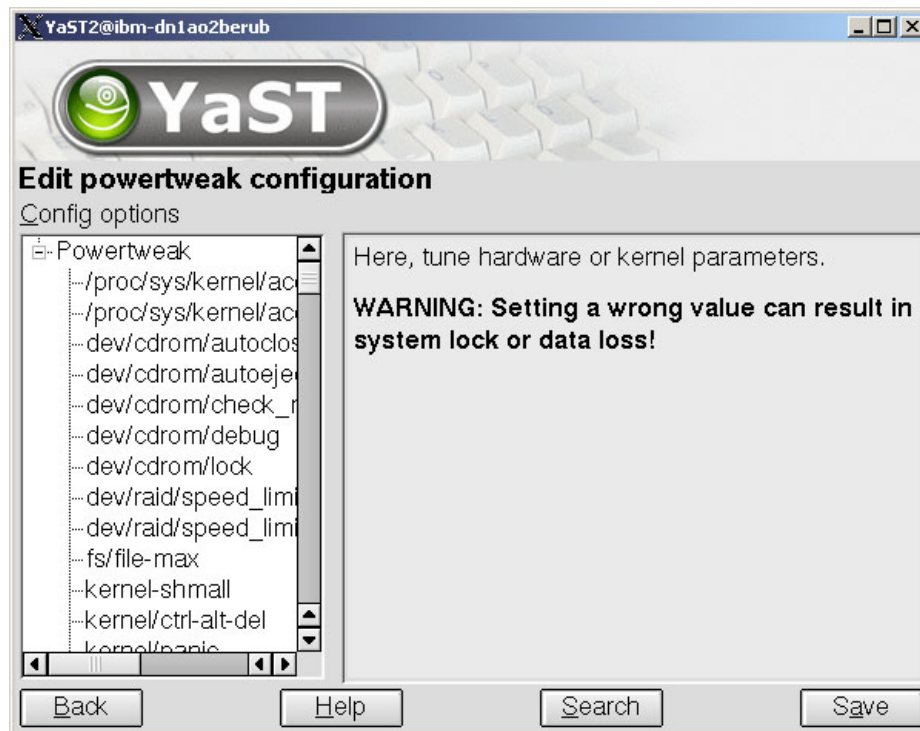 YaST2@ibm-dn1ao2berub
YaST
Edit powertweak configuration
Config options
Powertweak
/proc/sys/kernel/ac
/proc/sys/kernel/ac
dev/cdrom/autoclos
dev/cdrom/autoeje
dev/cdrom/check_r
dev/cdrom/debug
dev/cdrom/lock
dev/raid/speed_limi
dev/raid/speed_limi
fs/file-max
kernel-shmall
kernel/ctrl-alt-del
kernel/panic
Here, tune hardware or kernel parameters.
WARNING: Setting a wrong value can result in
system lock or data loss!
Back
Help
Search
Save